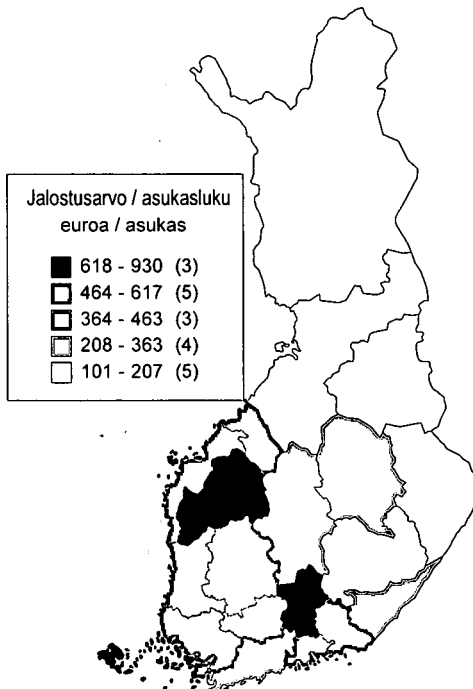 Jalostusarvo / asukasluku
euroa / asukas
618 - 930 (3)
464 - 617 (5)
364 - 463 (3)
208 - 363 (4)
101 - 207 (5)